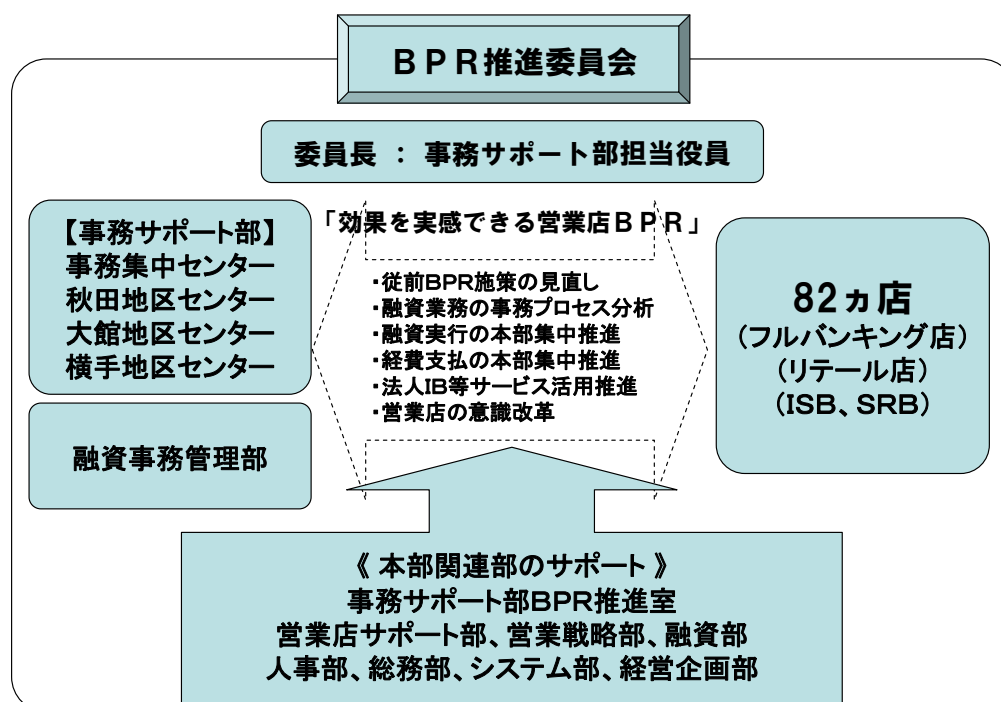 BPR推進委員会
委員長 : 事務サポート部担当役員
【事務サポート部】
事務集中センター
秋田地区センター
大館地区センター
横手地区センター
融資事務管理部
「効果を実感できる営業店BPR」
・従前BPR施策の見直し
・融資業務の事務プロセス分析
・融資実行の本部集中推進
・経費支払の本部集中推進
・法人IB等サービス活用推進
・営業店の意識改革
82ヵ店
(フルバンキング店)
(リテール店)
(ISB、SRB)
《 本部関連部のサポート 》
事務サポート部BPR推進室
営業店サポート部、営業戦略部、融資部
人事部、総務部、システム部、経営企画部